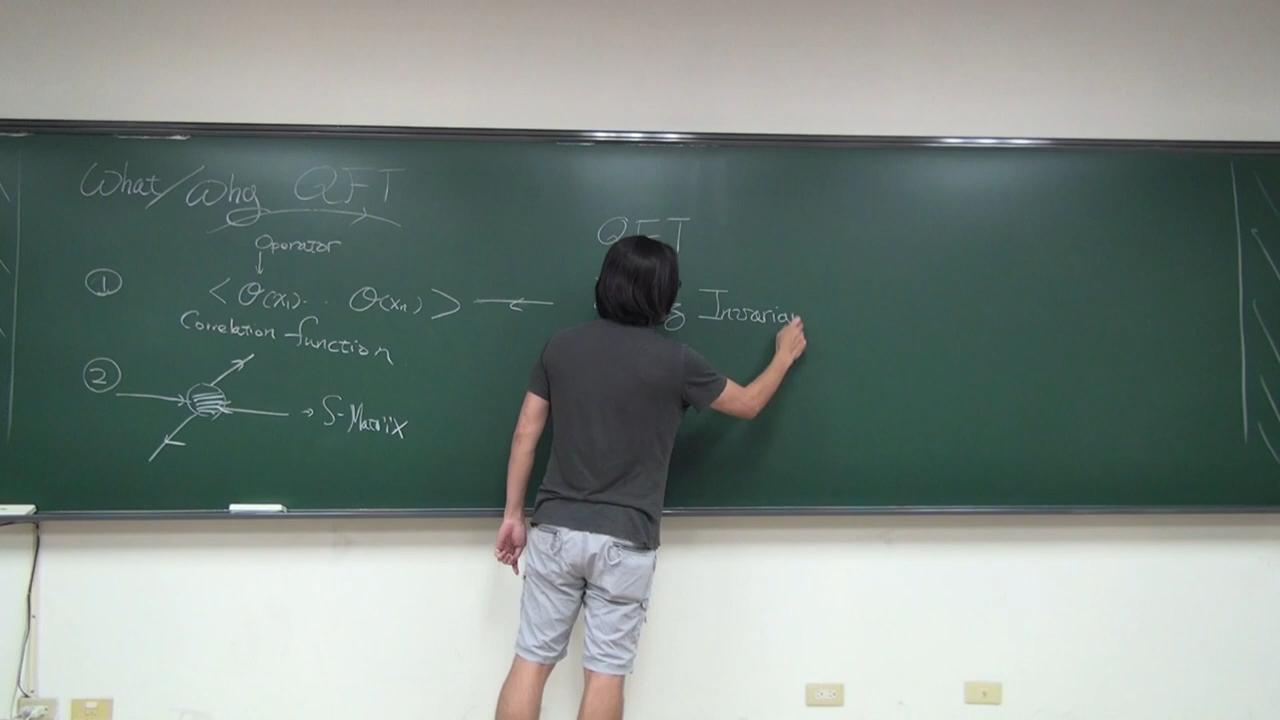 What/Why QFT
Operator
↓
① <O(x₁)... O(xₙ)> ←
Correlation function
② → S-Matrix
QFT
Invarian